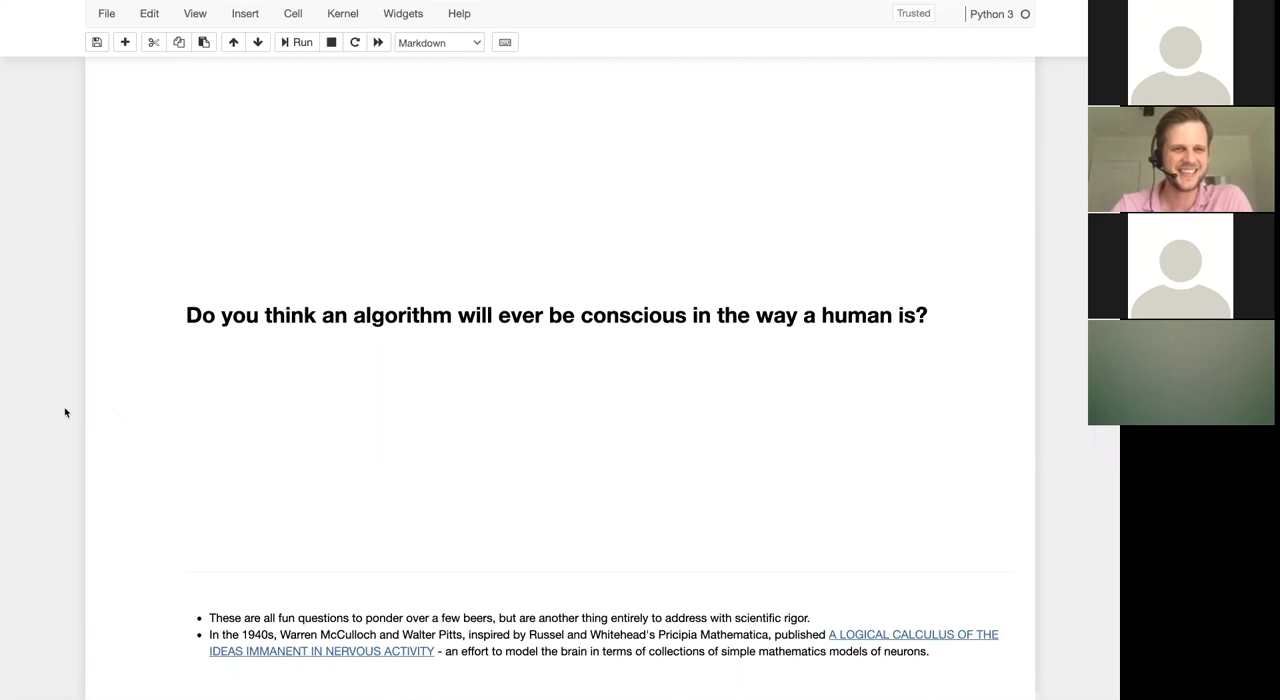 File Edit View Insert Cell Kernel Widgets Help Trusted Python 3
Run Markdown
Do you think an algorithm will ever be conscious in the way a human is?
These are all fun questions to ponder over a few beers, but are another thing entirely to address with scientific rigor.
In the 1940s, Warren McCulloch and Walter Pitts, inspired by Russel and Whitehead's Pricipia Mathematica, published A LOGICAL CALCULUS OF THE
IDEAS IMMANENT IN NERVOUS ACTIVITY - an effort to model the brain in terms of collections of simple mathematics models of neurons.